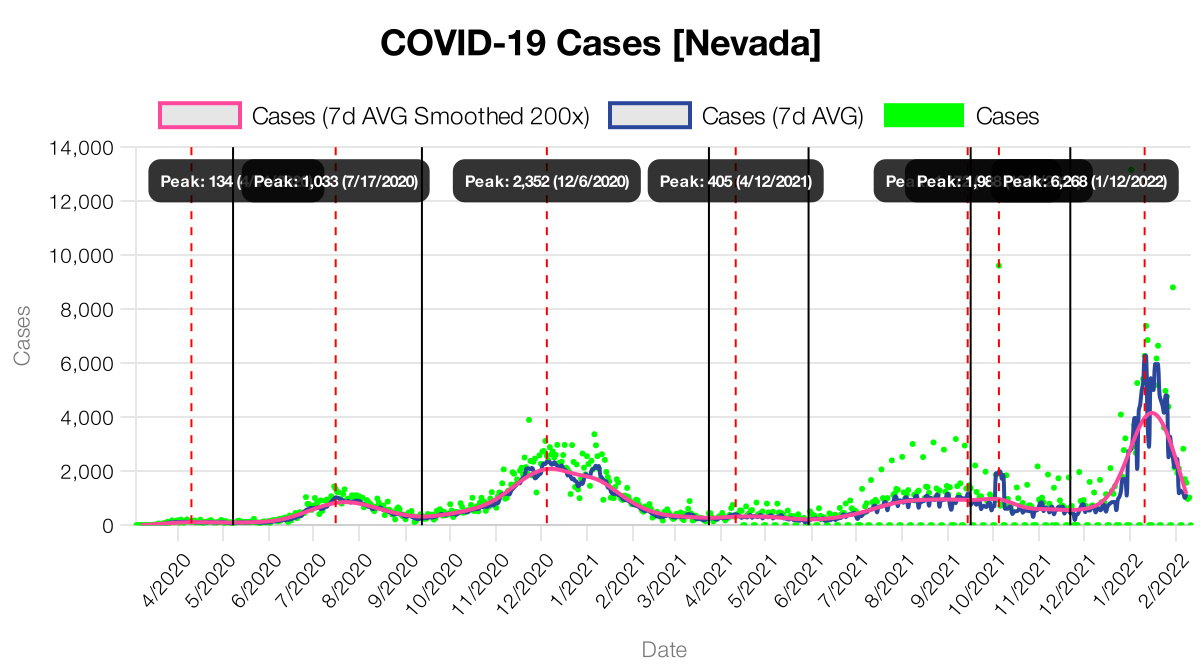 COVID-19 Cases [Nevada]
Cases (7d AVG Smoothed 200x)
Cases (7d AVG)
Cases
14,000
12,000
10,000
8,000
6,000
4,000
2,000
0
Cases
Peak: 134
Peak: 1,033 (7/17/2020)
Peak: 2,352 (12/6/2020)
Peak: 405 (4/12/2021)
Peak: 6,268 (1/12/2022)
4/2020
5/2020
6/2020
7/2020
8/2020
9/2020
10/2020
11/2020
12/2020
1/2021
2/2021
3/2021
4/2021
5/2021
6/2021
7/2021
8/2021
9/2021
10/2021
11/2021
12/2021
1/2022
2/2022
Date